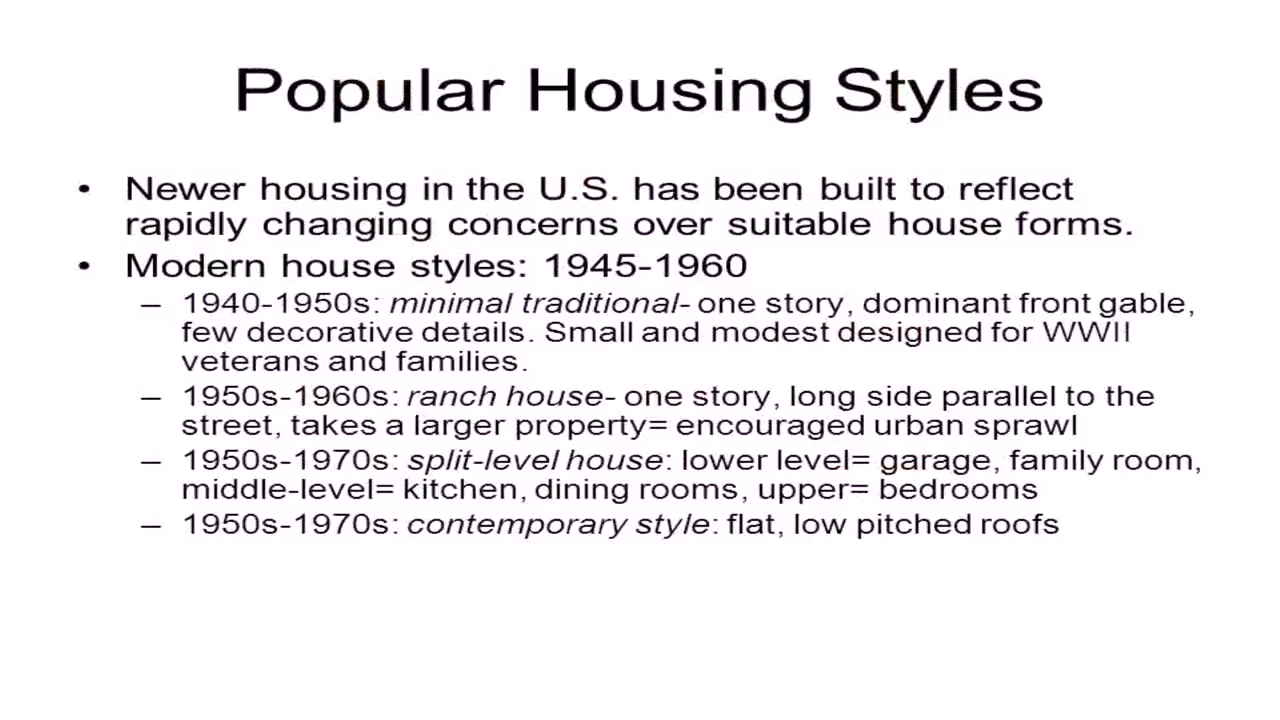 Popular Housing Styles
• Newer housing in the U.S. has been built to reflect
rapidly changing concerns over suitable house forms.
• Modern house styles: 1945-1960
– 1940-1950s: minimal traditional- one story, dominant front gable,
few decorative details. Small and modest designed for WWII
veterans and families.
– 1950s-1960s: ranch house- one story, long side parallel to the
street, takes a larger property= encouraged urban sprawl
– 1950s-1970s: split-level house: lower level= garage, family room,
middle-level= kitchen, dining rooms, upper= bedrooms
– 1950s-1970s: contemporary style: flat, low pitched roofs